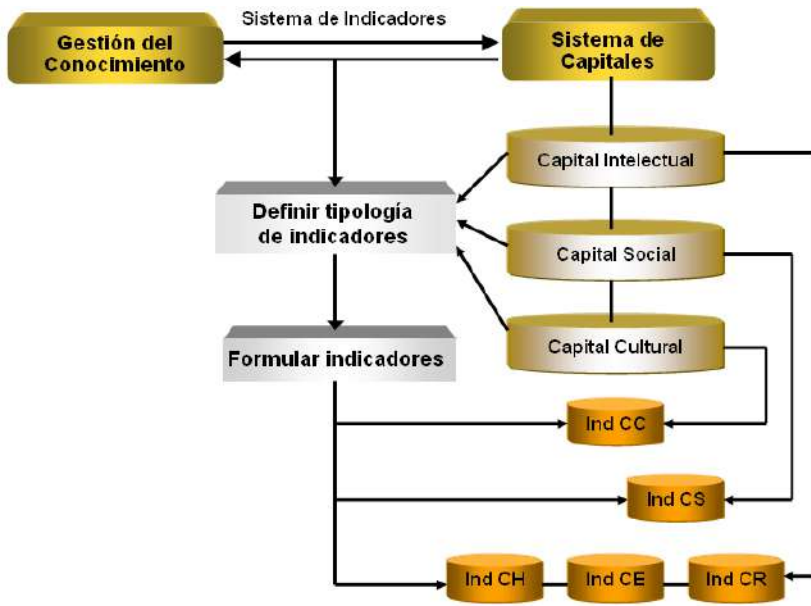 Sistema de Indicadores
Gestión del
Conocimiento
Sistema de
Capitales
Capital Intelectual
Definir tipología
de indicadores
Capital Social
Capital Cultural
Formular indicadores
Ind CC
Ind CS
Ind CH
Ind CE
Ind CR